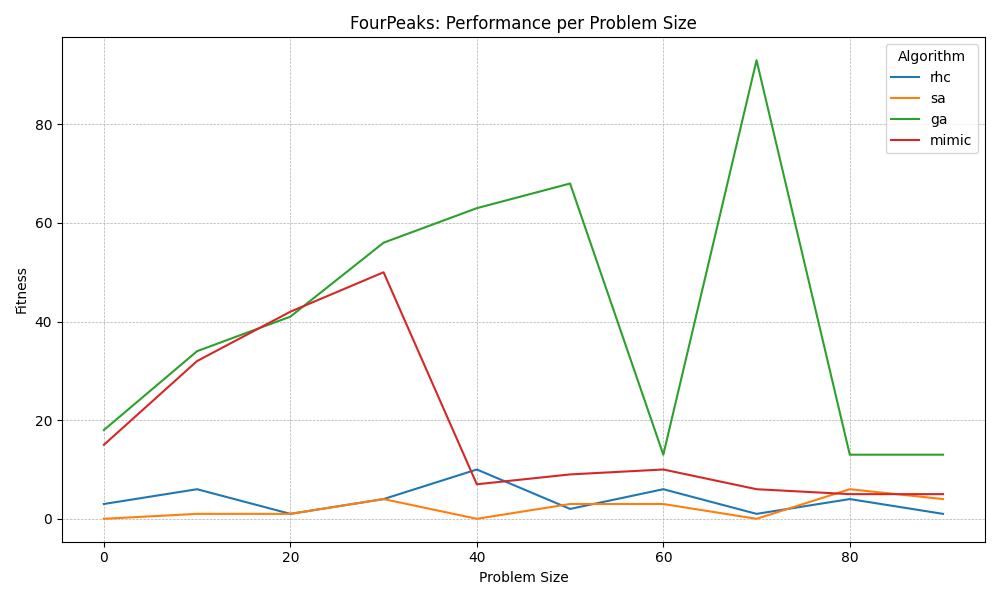 FourPeaks: Performance per Problem Size
Algorithm
rhc
sa
ga
mimic
Fitness
80
60
40
20
0
0 20 40 60 80
Problem Size